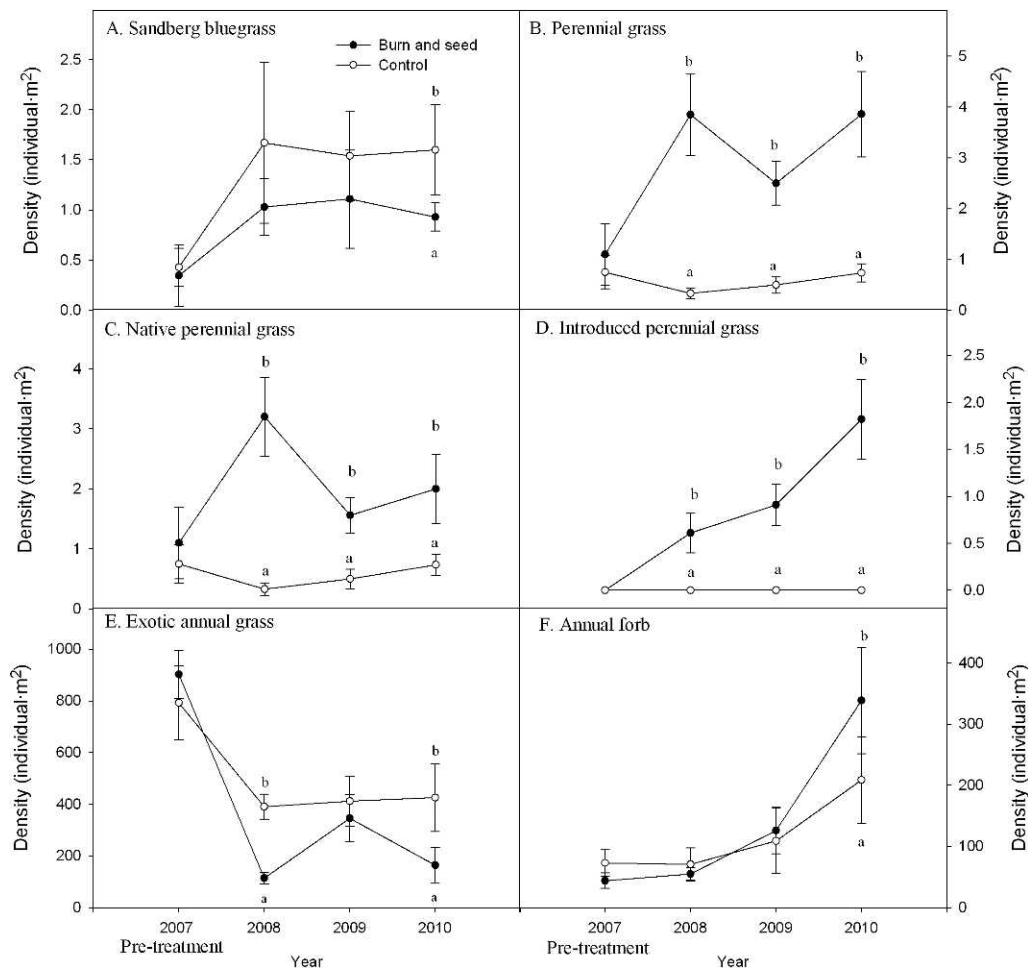 A. Sandberg bluegrass
Burn and seed
Control
b
a
2.5
2.0
1.5
1.0
0.5
0.0
Density (individual·m²)
B. Perennial grass
b
b
b
a
a
a
5
4
3
2
1
0
Density (individual·m²)
C. Native perennial grass
b
b
b
a
a
a
4
3
2
1
0
Density (individual·m²)
D. Introduced perennial grass
b
b
b
a
a
a
2.5
2.0
1.5
1.0
0.5
0.0
Density (individual·m²)
E. Exotic annual grass
b
b
a
a
1000
800
600
400
200
0
Density (individual·m²)
2007 2008 2009 2010
Pre-treatment
Year
F. Annual forb
b
a
400
300
200
100
0
Density (individual·m²)
2007 2008 2009 2010
Pre-treatment
Year